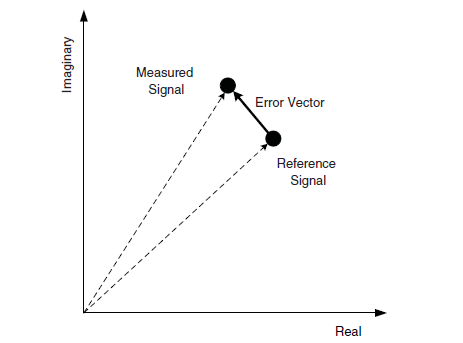 Imaginary
Measured
Signal
Error Vector
Reference
Signal
Real